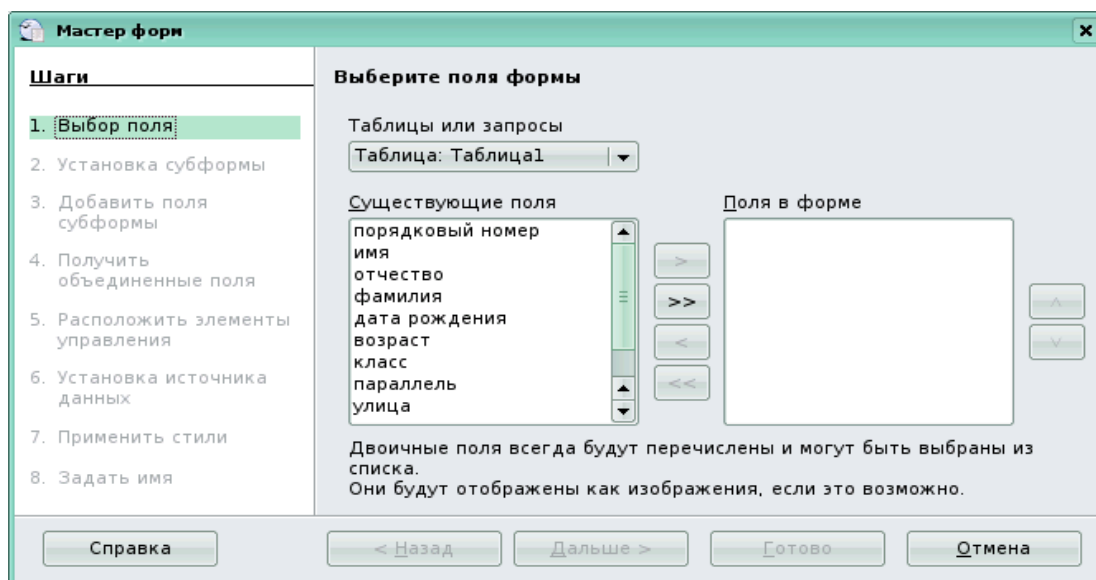 Мастер форм
Шаги
1. Выбор поля
2. Установка субформы
3. Добавить поля
субформы
4. Получить
объединенные поля
5. Расположить элементы
управления
6. Установка источника
данных
7. Применить стили
8. Задать имя
Выберите поля формы
Таблицы или запросы
Таблица: Таблица1
Существующие поля
порядковый номер
имя
отчество
фамилия
дата рождения
возраст
класс
параллель
улица
>
>>
<
<<
Поля в форме
Двоичные поля всегда будут перечислены и могут быть выбраны из
списка.
Они будут отображены как изображения, если это возможно.
Справка
< Назад
Дальше >
Готово
Отмена